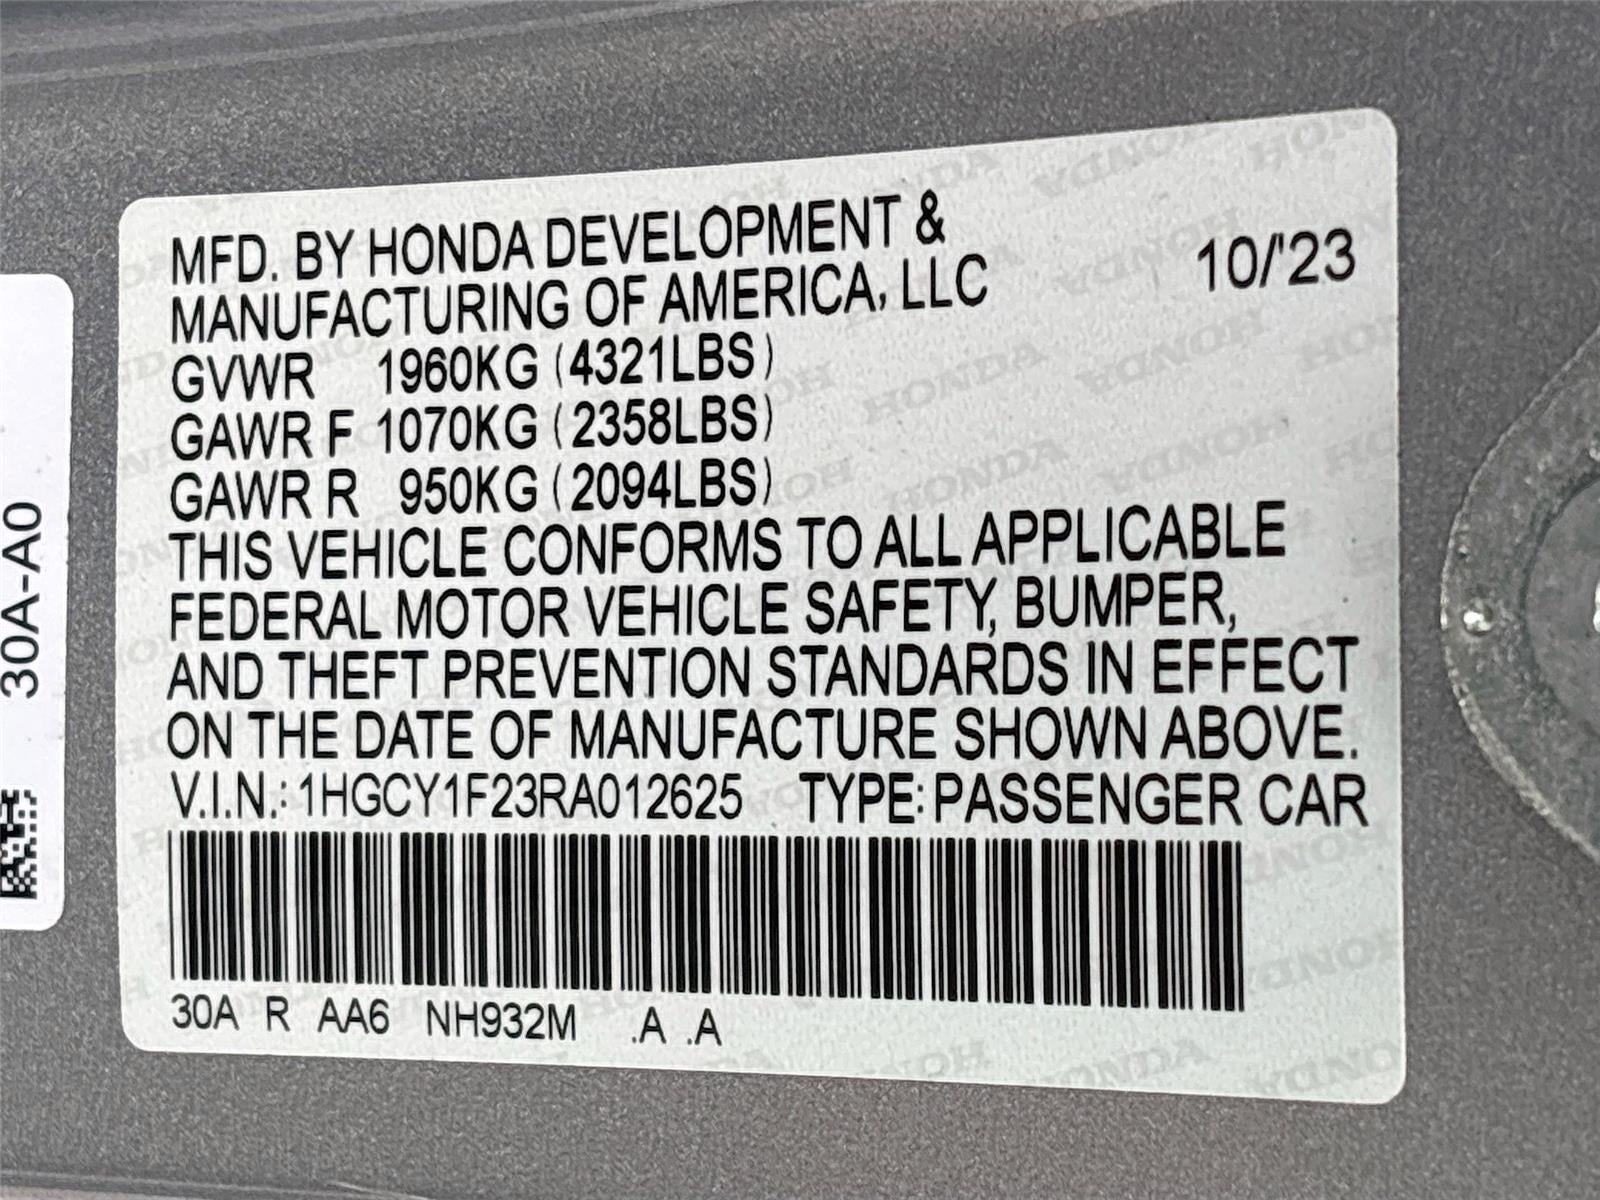 MFD. BY HONDA DEVELOPMENT &
MANUFACTURING OF AMERICA, LLC 10/'23
GVWR 1960KG (4321LBS)
GAWR F 1070KG (2358LBS)
GAWR R 950KG (2094LBS)
THIS VEHICLE CONFORMS TO ALL APPLICABLE
FEDERAL MOTOR VEHICLE SAFETY, BUMPER,
AND THEFT PREVENTION STANDARDS IN EFFECT
ON THE DATE OF MANUFACTURE SHOWN ABOVE.
V.I.N.: 1HGCY1F23RA012625 TYPE: PASSENGER CAR
30A R AA6 NH932M .A .A
30A-A0